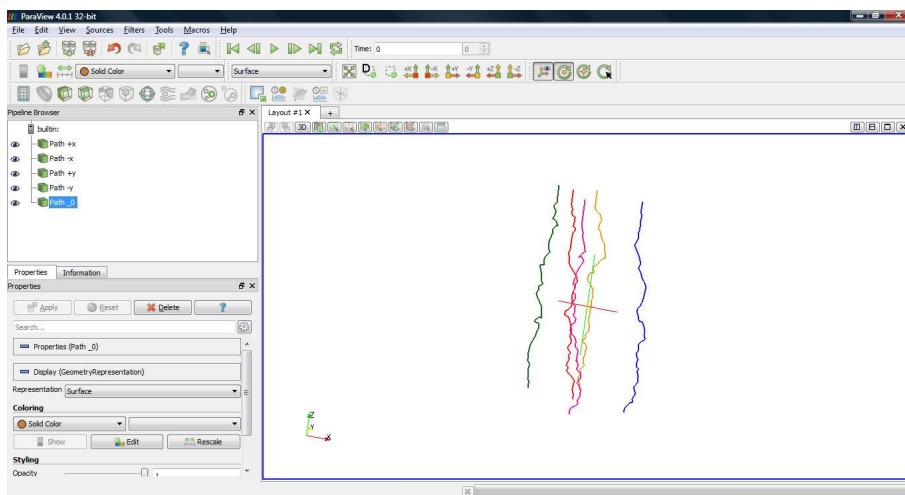 ParaView 4.0.1 32-bit
File Edit View Sources Filters Tools Macros Help
Time: 0 0
Solid Color Surface
+X -X +Y -Y +Z -Z
Pipeline Browser
Layout #1 X +
3D
builtin:
Path +x
Path -x
Path +y
Path -y
Path _0
Properties Information
Properties
Apply Reset Delete ?
Search...
Properties (Path _0)
Display (GeometryRepresentation)
Representation Surface
Coloring
Solid Color
Show Edit Rescale
Styling
Opacity 1
Z
Y
X